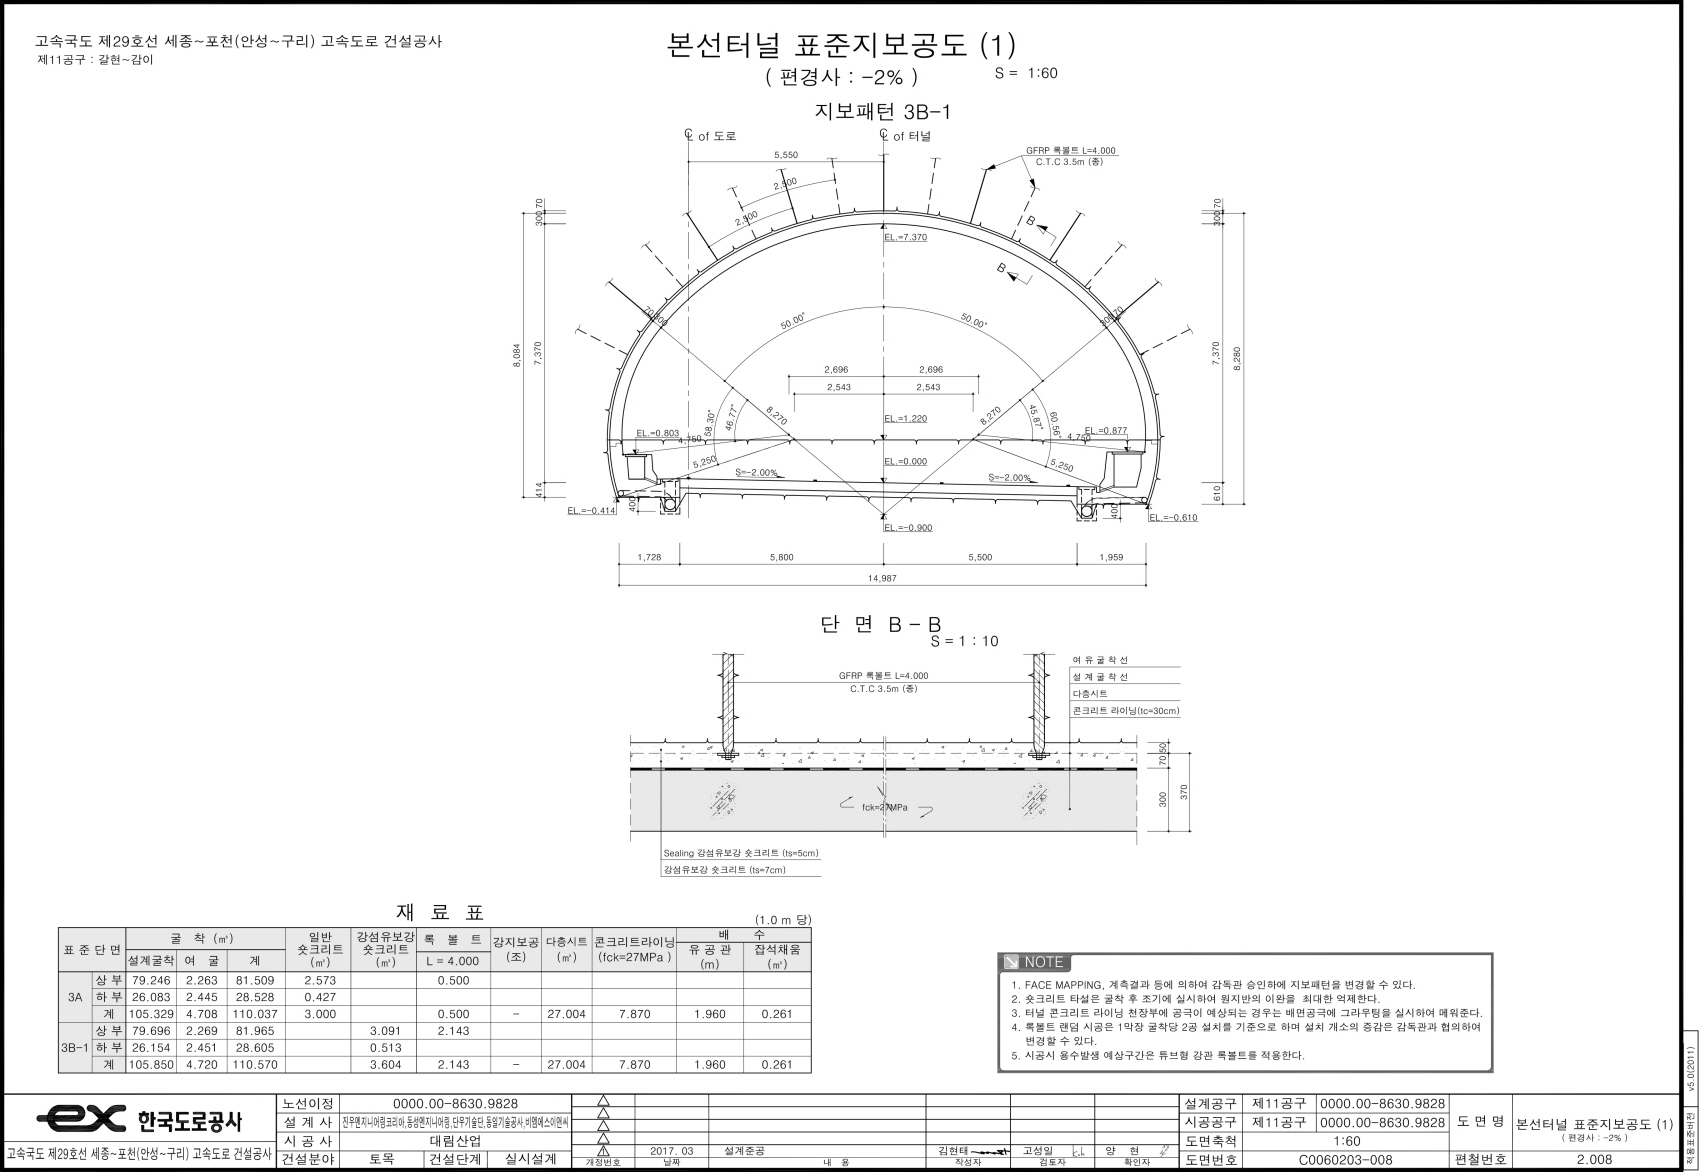 고속국도 제29호선 세종~포천(안성~구리) 고속도로 건설공사
제11공구 : 갈현~감이
본선터널 표준지보공도 (1)
( 편경사 : -2% )
S = 1:60
지보패턴 3B-1
℄ of 도로
℄ of 터널
5,550
GFRP 록볼트 L=4.000
C.T.C 3.5m (종)
2,500
2,500
B
B
300 70
300 70
EL.=7.370
70 300
300 70
50.00°
50.00°
8,084
7,370
7,370
8,280
2,696
2,696
2,543
2,543
58.30°
46.77°
8,270
8,270
45.87°
60.56°
EL.=1.220
EL.=0.803
4,750
4,750
EL.=0.877
5,250
EL.=0.000
5,250
S=-2.00%
S=-2.00%
414
400
400
610
EL.=-0.414
EL.=-0.610
EL.=-0.900
1,728
5,800
5,500
1,959
14,987
단 면 B - B
S = 1 : 10
GFRP 록볼트 L=4.000
C.T.C 3.5m (종)
여 유 굴 착 선
설 계 굴 착 선
다층시트
콘크리트 라이닝(tc=30cm)
70 50
300
370
fck=27MPa
Sealing 강섬유보강 숏크리트 (ts=5cm)
강섬유보강 숏크리트 (ts=7cm)
재 료 표
(1.0 m 당)
표 준 단 면 굴 착 (㎥) 일반 숏크리트 (㎥) 강섬유보강 숏크리트 (㎥) 록 볼 트 강지보공 (조) 다층시트 (㎡) 콘크리트라이닝 (fck=27MPa ) 배 수
설계굴착 여 굴 계 L = 4.000 유 공 관 (m) 잡석채움 (㎥)
3A 상 부 79.246 2.263 81.509 2.573 0.500
하 부 26.083 2.445 28.528 0.427
계 105.329 4.708 110.037 3.000 0.500 - 27.004 7.870 1.960 0.261
3B-1 상 부 79.696 2.269 81.965 3.091 2.143
하 부 26.154 2.451 28.605 0.513
계 105.850 4.720 110.570 3.604 2.143 - 27.004 7.870 1.960 0.261
NOTE
1. FACE MAPPING, 계측결과 등에 의하여 감독관 승인하에 지보패턴을 변경할 수 있다.
2. 숏크리트 타설은 굴착 후 조기에 실시하여 원지반의 이완을 최대한 억제한다.
3. 터널 콘크리트 라이닝 천장부에 공극이 예상되는 경우는 배면공극에 그라우팅을 실시하여 메워준다.
4. 록볼트 랜덤 시공은 1막장 굴착당 2공 설치를 기준으로 하며 설치 개소의 증감은 감독관과 협의하여
변경할 수 있다.
5. 시공시 용수발생 예상구간은 튜브형 강관 록볼트를 적용한다.
v5.0(2011)
적용표준버전
ex 한국도로공사
고속국도 제29호선 세종~포천(안성~구리) 고속도로 건설공사
노선이정 0000.00-8630.9828
설 계 사 진우엔지니어링코리아,동성엔지니어링,단우기술단,동일기술공사,비엠에스이엔씨
시 공 사 대림산업
건설분야 토목 건설단계 실시설계
1 2017. 03 설계준공 김현태 고성일 양 현
개정번호 날짜 내 용 작성자 검토자 확인자
설계공구 제11공구 0000.00-8630.9828
시공공구 제11공구 0000.00-8630.9828
도면축척 1:60
도면번호 C0060203-008
도 면 명 본선터널 표준지보공도 (1)
( 편경사 : -2% )
편철번호 2.008